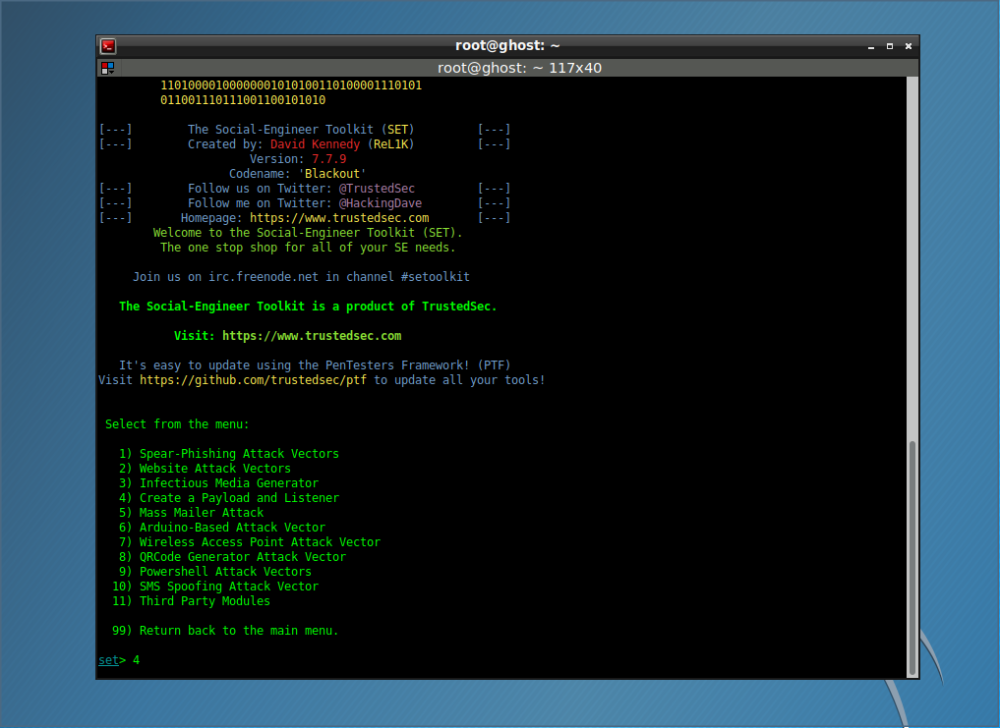 root@ghost: ~
root@ghost: ~ 117x40
11010000100000010101001101000011​10101
011001110111001100101010
[---] The Social-Engineer Toolkit (SET) [---]
[---] Created by: David Kennedy (ReL1K) [---]
Version: 7.7.9
Codename: 'Blackout'
[---] Follow us on Twitter: @TrustedSec [---]
[---] Follow me on Twitter: @HackingDave [---]
[---] Homepage: https://www.trustedsec.com [---]
Welcome to the Social-Engineer Toolkit (SET).
The one stop shop for all of your SE needs.
Join us on irc.freenode.net in channel #setoolkit
The Social-Engineer Toolkit is a product of TrustedSec.
Visit: https://www.trustedsec.com
It's easy to update using the PenTesters Framework! (PTF)
Visit https://github.com/trustedsec/ptf to update all your tools!
Select from the menu:
1) Spear-Phishing Attack Vectors
2) Website Attack Vectors
3) Infectious Media Generator
4) Create a Payload and Listener
5) Mass Mailer Attack
6) Arduino-Based Attack Vector
7) Wireless Access Point Attack Vector
8) QRCode Generator Attack Vector
9) Powershell Attack Vectors
10) SMS Spoofing Attack Vector
11) Third Party Modules
99) Return back to the main menu.
set> 4